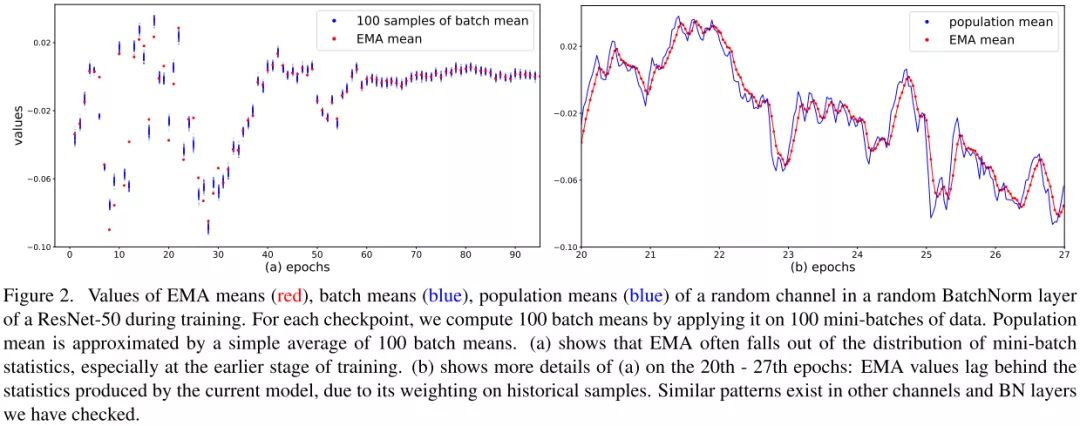 100 samples of batch mean
EMA mean
0.02
−0.02
−0.06
−0.10
values
0 10 20 30 40 50 60 70 80 90
(a) epochs
population mean
EMA mean
0.02
−0.02
−0.06
−0.10
20 21 22 23 24 25 26 27
(b) epochs
Figure 2. Values of EMA means (red), batch means (blue), population means (blue) of a random channel in a random BatchNorm layer
of a ResNet-50 during training. For each checkpoint, we compute 100 batch means by applying it on 100 mini-batches of data. Population
mean is approximated by a simple average of 100 batch means. (a) shows that EMA often falls out of the distribution of mini-batch
statistics, especially at the earlier stage of training. (b) shows more details of (a) on the 20th - 27th epochs: EMA values lag behind the
statistics produced by the current model, due to its weighting on historical samples. Similar patterns exist in other channels and BN layers
we have checked.